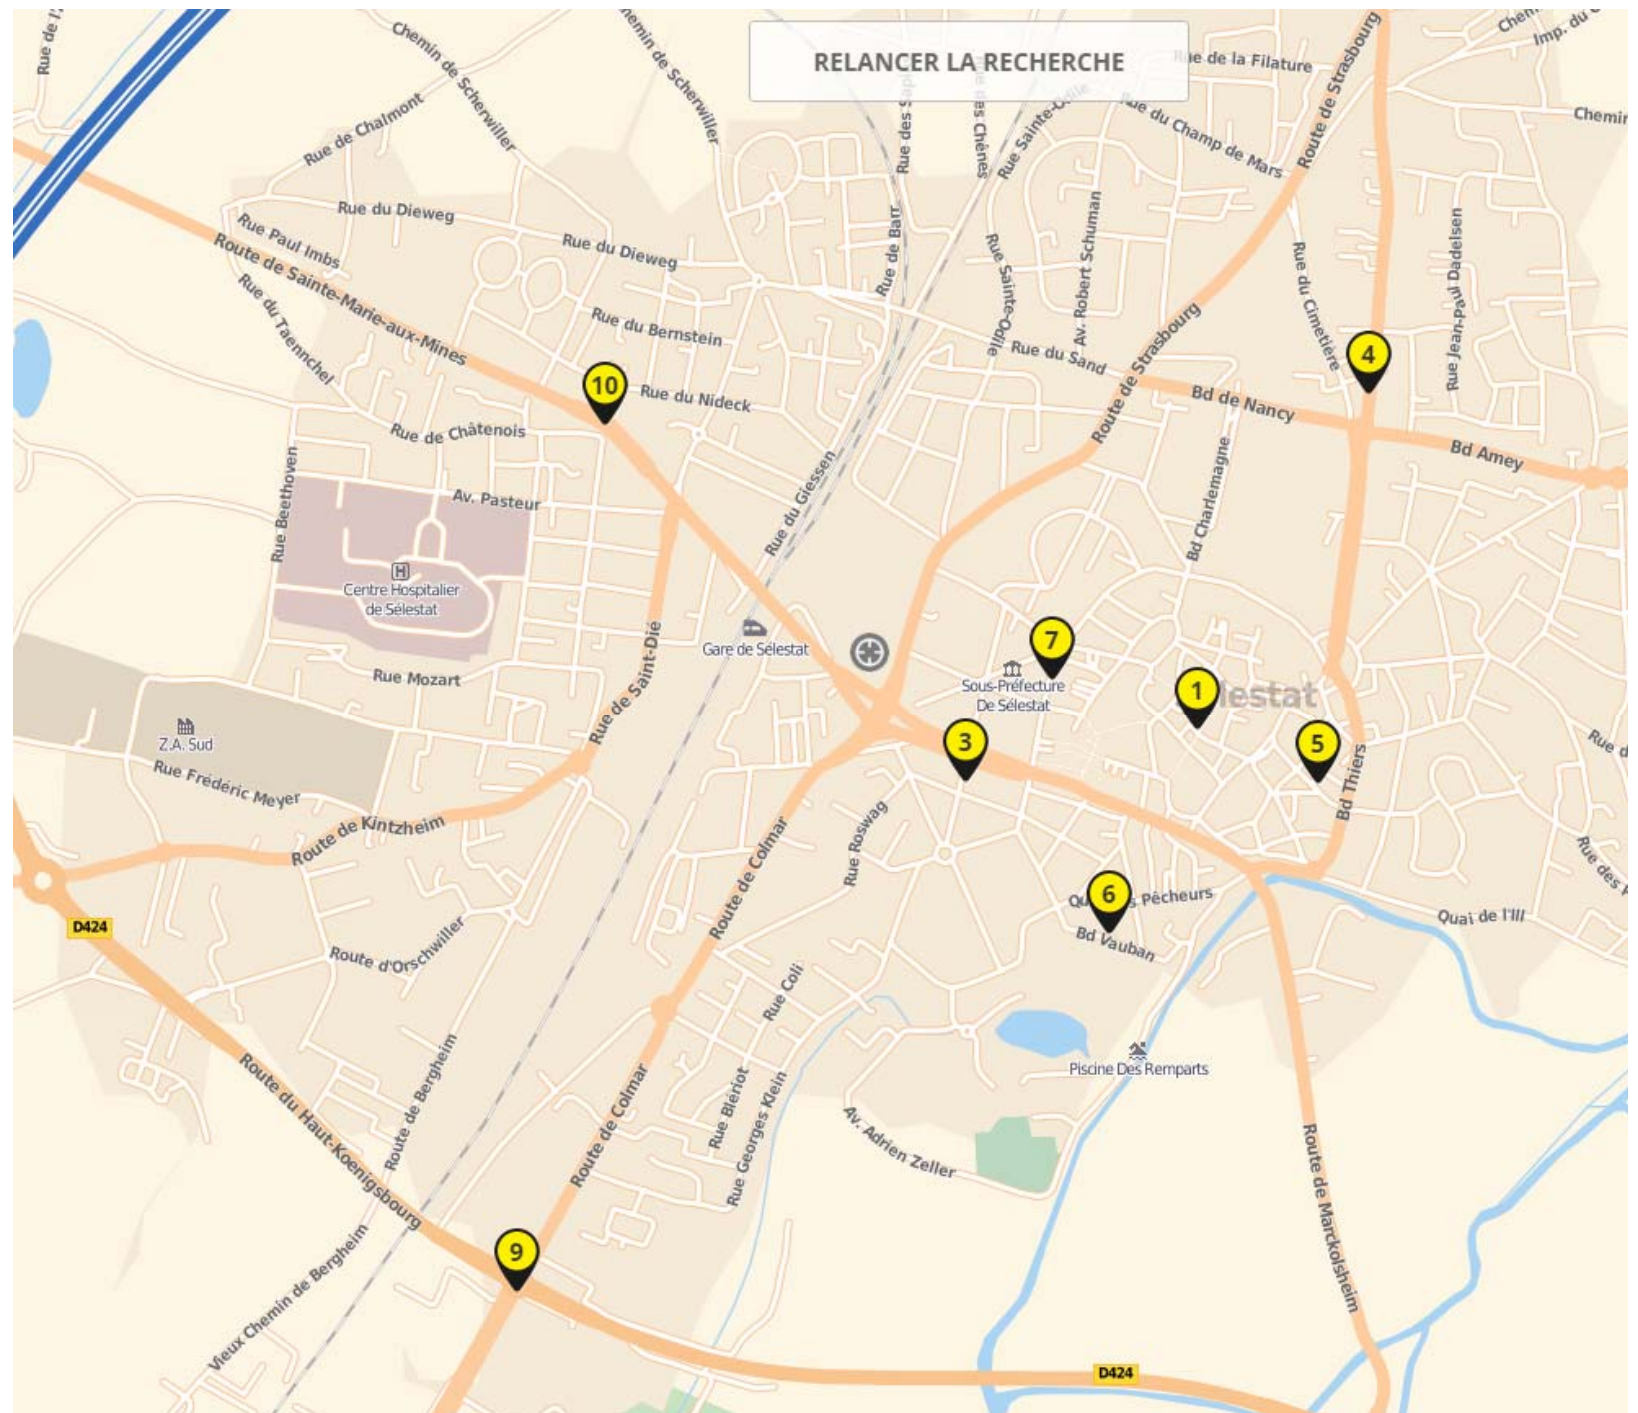 RELANCER LA RECHERCHE
Rue de la Filature
Route de Strasbourg
Imp. du
Chemin de Scherwiller
hemin de Scherwiller
Rue de Chalmont
Rue des
des Chênes
Rue Sainte-Odile
Rue du Champ de Mars
Rue du Dieweg
Rue Paul Imbs
Route de Sainte-Marie-aux-Mines
Rue du Dieweg
Rue de Barr
Rue Sainte-Odile
Av. Robert Schuman
Rue du Cimetière
Rue Jean-Paul Dadelsen
Rue du Taennchel
Rue du Bernstein
Rue du Sand
Route de Strasbourg
4
10
Rue du Nideck
Bd de Nancy
Rue de Châtenois
Bd Amey
Rue Beethoven
Av. Pasteur
Rue du Giessen
Bd Charlemagne
H
Centre Hospitalier
de Sélestat
Gare de Sélestat
7
Rue Mozart
Rue de Saint-Dié
Sous-Préfecture
De Sélestat
1
lestat
3
5
Z.A. Sud
Rue Frédéric Meyer
Bd Thiers
Route de Kintzheim
Route de Colmar
Rue Roswag
6
s Pêcheurs
Quai de l'Ill
D424
Bd Vauban
Route d'Orschwiller
Rue Coli
Piscine Des Remparts
Route du Haut-Koenigsbourg
Route de Bergheim
Route de Colmar
Rue Blériot
Rue Georges Klein
Av. Adrien Zeller
Route de Marckolsheim
9
Vieux Chemin de Bergheim
D424